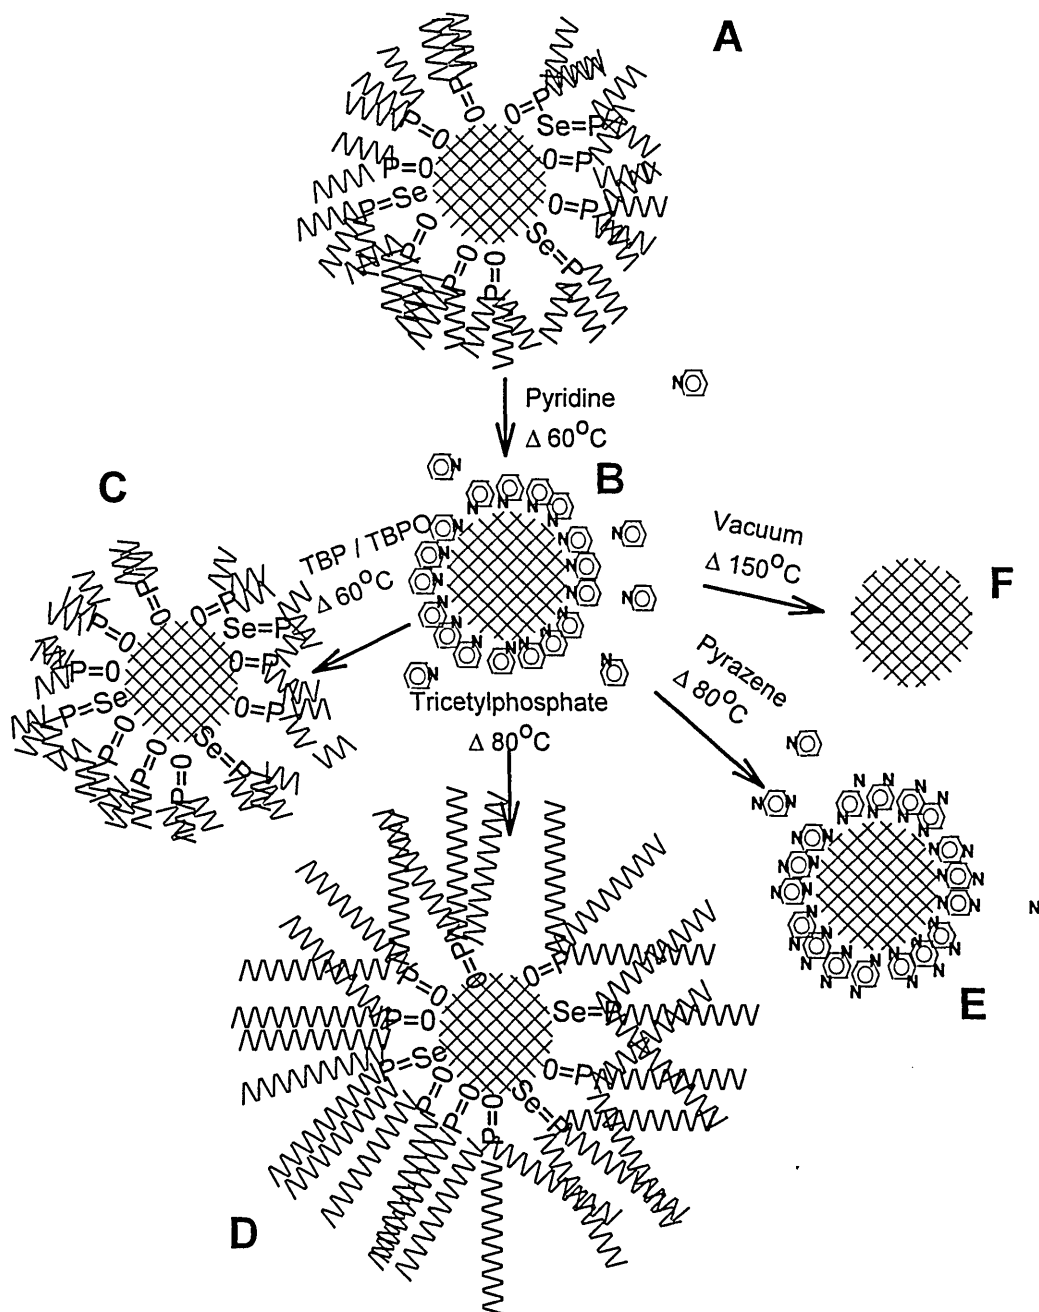 A
P=O
O=P
Se=P
P=O
P=O
O=P
P=Se
O=P
Se=P
P=O
P=O
P=O
N
Pyridine
Δ 60°C
B
C
TBP / TBPO
Δ 60°C
Vacuum
Δ 150°C
F
P=O
O=P
P=O
Se=P
P=O
O=P
P=Se
O=P
Se=P
P=O
P=O
P=O
Pyrazene
Δ 80°C
Tricetylphosphate
Δ 80°C
N
N
N
E
P=O
O=P
P=O
Se=P
P=O
P=Se
O=P
Se=P
P=O
P=O
P=O
D